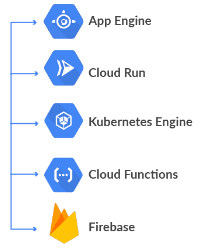 App Engine
Cloud Run
Kubernetes Engine
Cloud Functions
Firebase